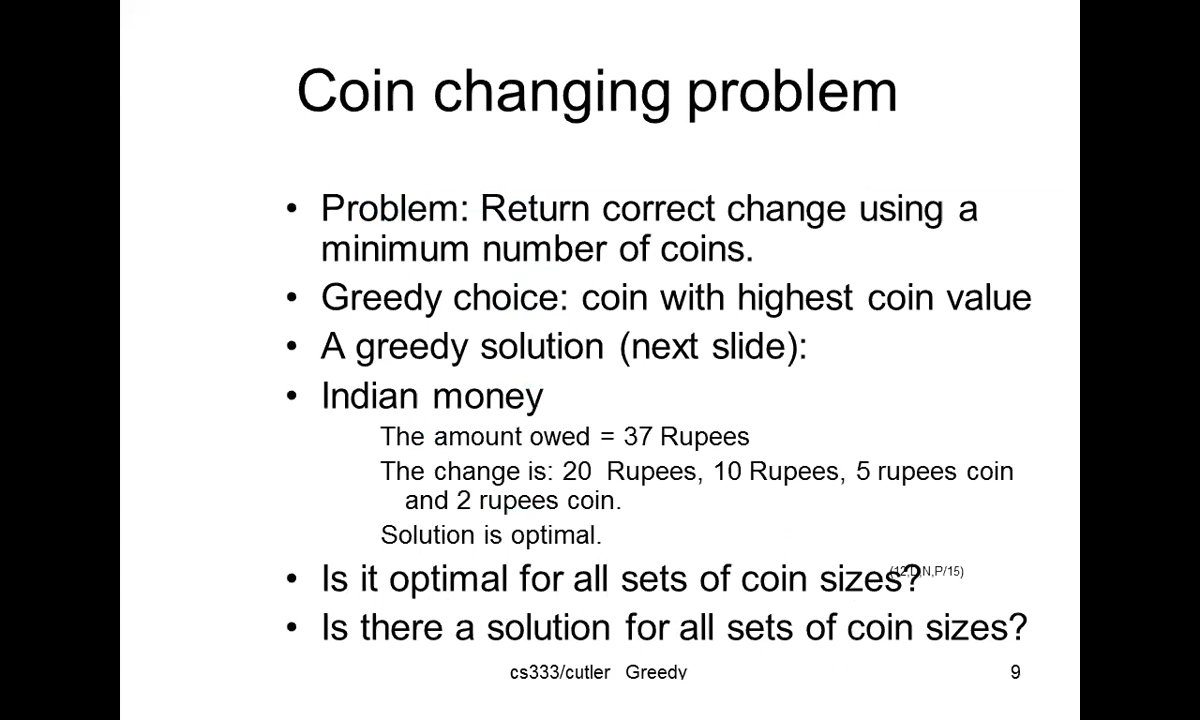 Coin changing problem
• Problem: Return correct change using a
minimum number of coins.
• Greedy choice: coin with highest coin value
• A greedy solution (next slide):
• Indian money
The amount owed = 37 Rupees
The change is: 20 Rupees, 10 Rupees, 5 rupees coin
and 2 rupees coin.
Solution is optimal.
• Is it optimal for all sets of coin sizes?
N,P/15)
• Is there a solution for all sets of coin sizes?
cs333/cutler Greedy
9